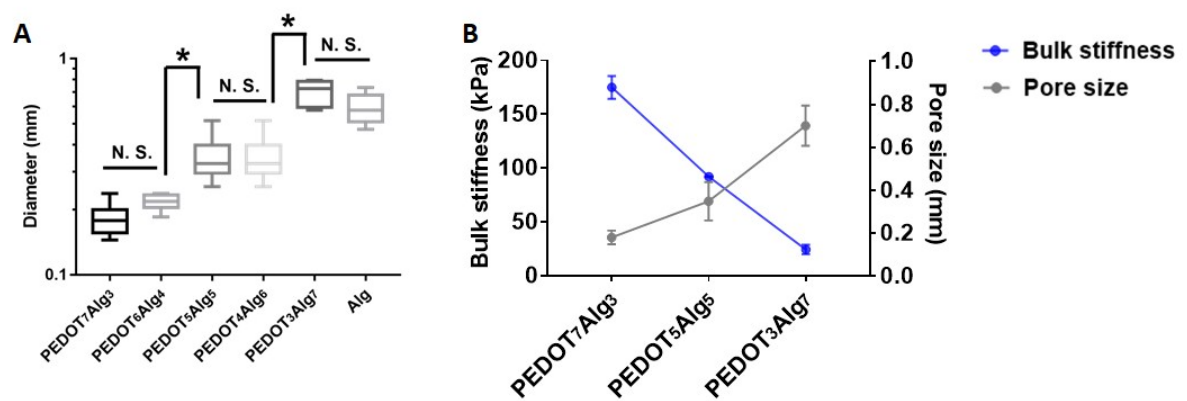 A
*
*
N. S.
N. S.
N. S.
Diameter (mm)
1
0.1
PEDOT₇Alg₃
PEDOT₆Alg₄
PEDOT₅Alg₅
PEDOT₄Alg₆
PEDOT₃Alg₇
Alg
B
Bulk stiffness (kPa)
200
150
100
50
0
1.0
0.8
0.6
0.4
0.2
0.0
Pore size (mm)
PEDOT₇Alg₃
PEDOT₅Alg₅
PEDOT₃Alg₇
Bulk stiffness
Pore size